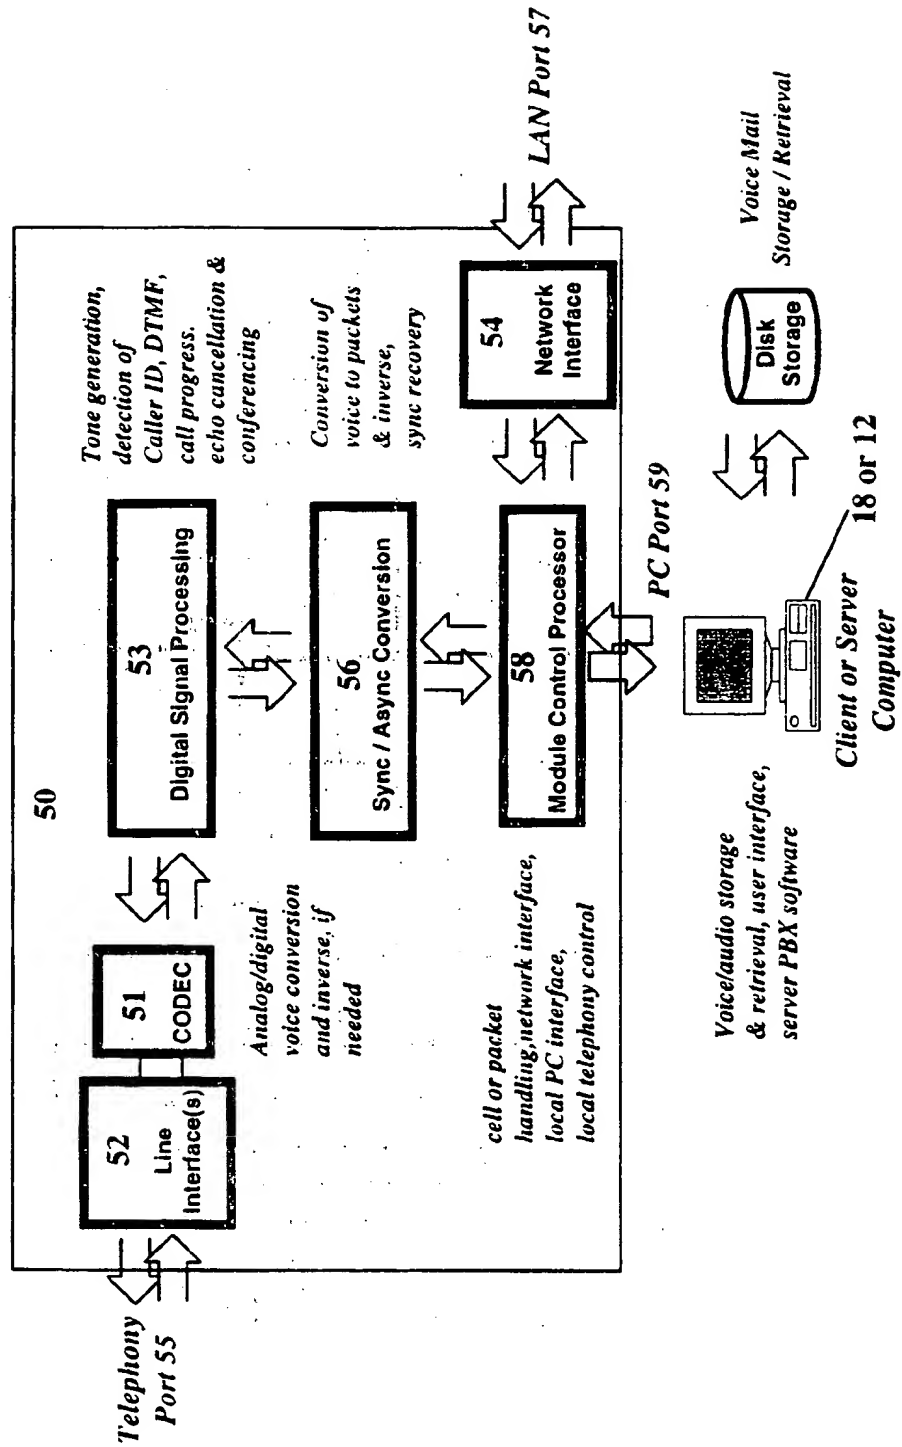 50
Telephony
Port 55
52
Line
Interface(s)
51
CODEC
Analog/digital
voice conversion
and inverse, if
needed
53
Digital Signal Processing
Tone generation,
detection of
Caller ID, DTMF,
call progress.
echo cancellation &
conferencing
56
Sync / Async Conversion
Conversion of
voice to packets
& inverse,
sync recovery
cell or packet
handling,network interface,
local PC interface,
local telephony control
58
Module Control Processor
54
Network
Interface
LAN Port 57
PC Port 59
Voice/audio storage
& retrieval, user interface,
server PBX software
Client or Server
Computer
18 or 12
Disk
Storage
Voice Mail
Storage / Retrieval